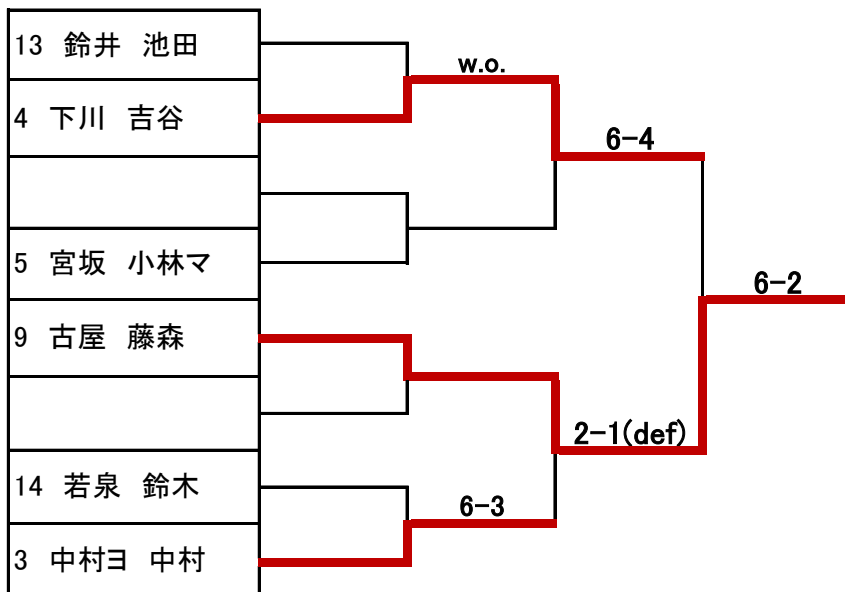 13 鈴井 池田
w.o.
4 下川 吉谷
6-4
5 宮坂 小林マ
6-2
9 古屋 藤森
2-1(def)
14 若泉 鈴木
6-3
3 中村ヨ 中村